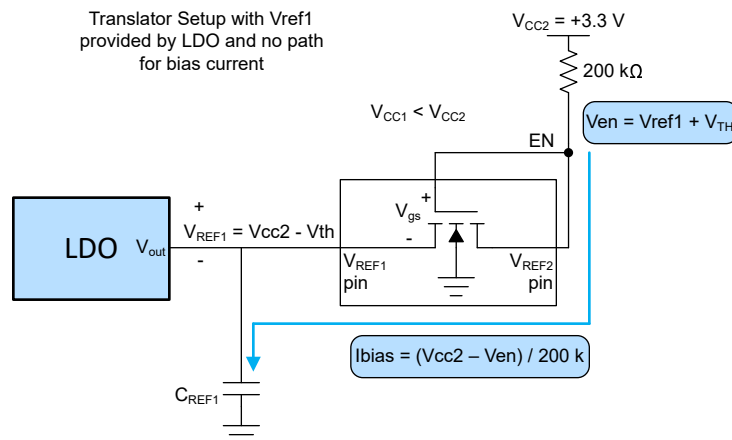 Translator Setup with Vref1
provided by LDO and no path
for bias current
VCC2 = +3.3 V
200 kΩ
VCC1 < VCC2
Ven = Vref1 + VTH
EN
+
Vgs
-
+
VREF1 = Vcc2 - Vth
-
LDO
Vout
VREF1
pin
VREF2
pin
Ibias = (Vcc2 – Ven) / 200 k
CREF1